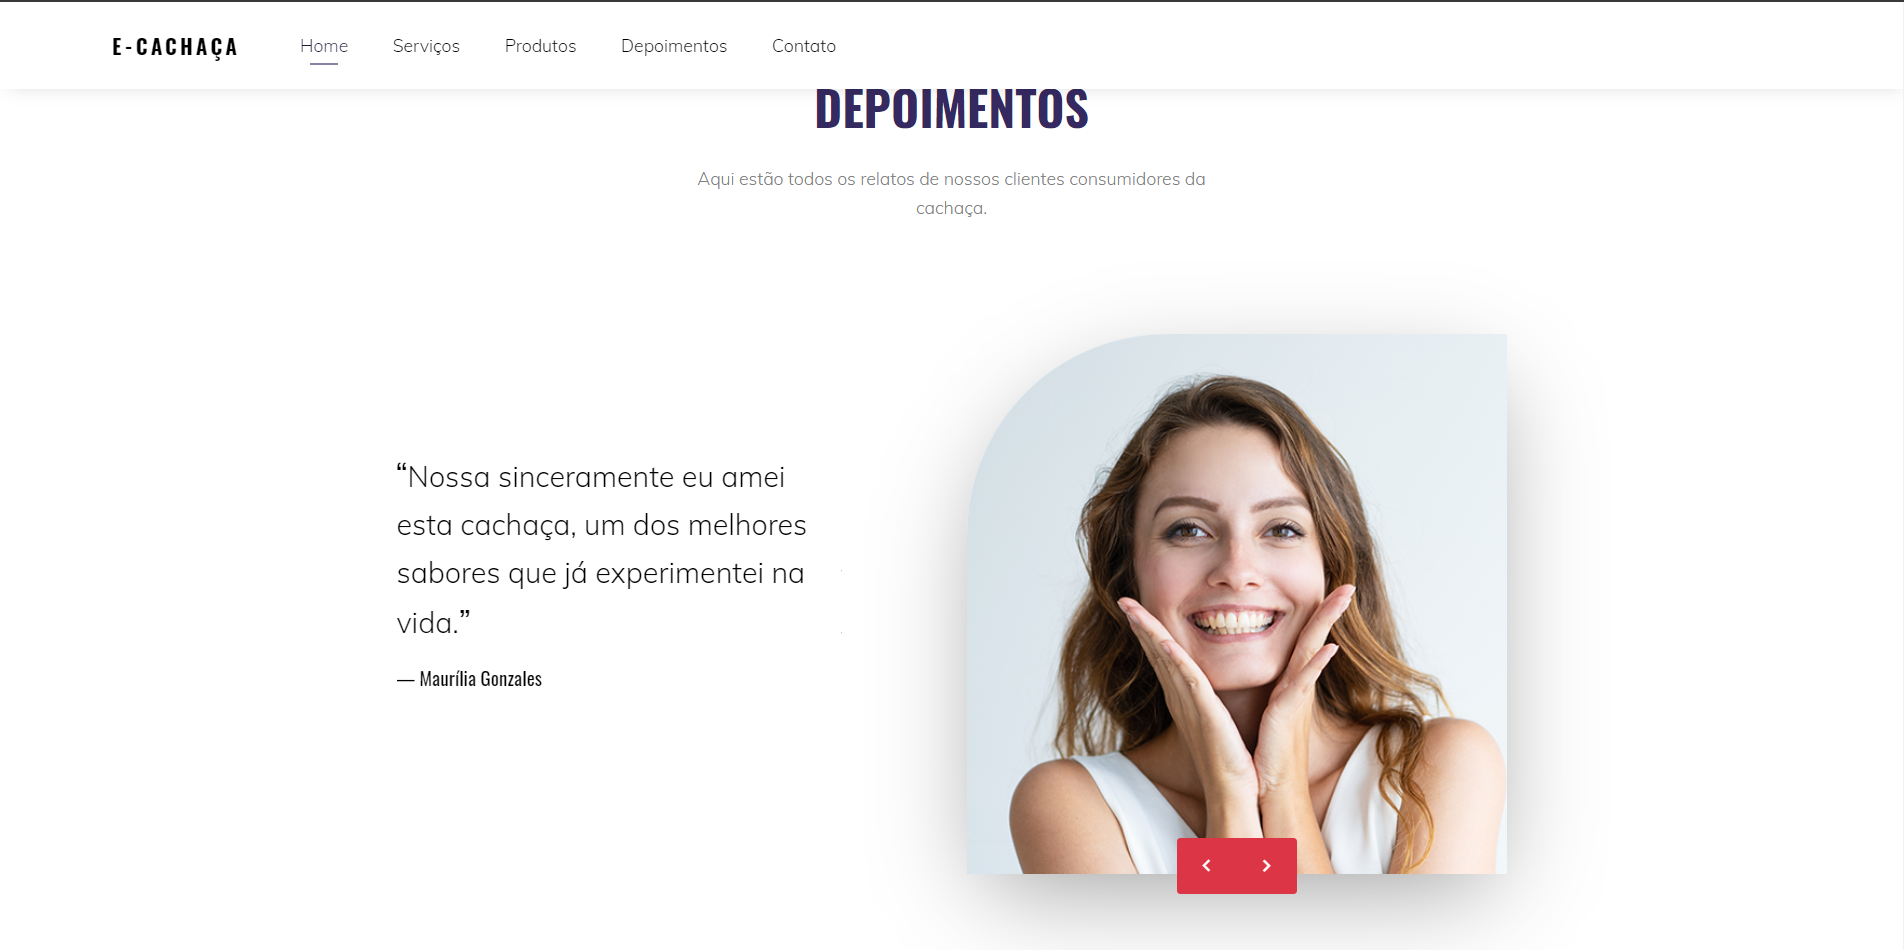 E-CACHAÇA Home Serviços Produtos Depoimentos Contato
DEPOIMENTOS
Aqui estão todos os relatos de nossos clientes consumidores da
cachaça.
“Nossa sinceramente eu amei
esta cachaça, um dos melhores
sabores que já experimentei na
vida.”
— Maurília Gonzales